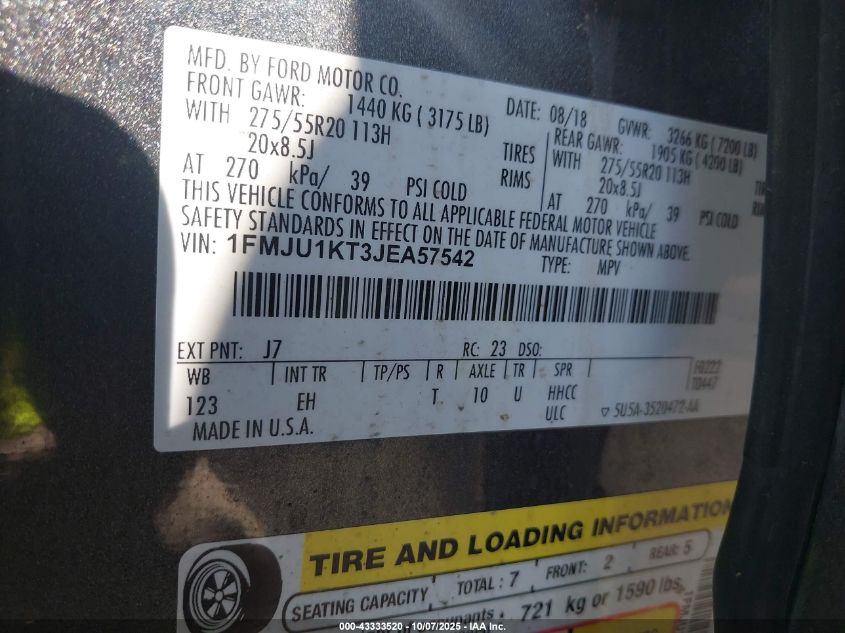 MFD. BY FORD MOTOR CO.
DATE: 08/18 GVWR: 3266 KG (7200 LB)
FRONT GAWR: 1440 KG (3175 LB) REAR GAWR: 1905 KG (4200 LB)
WITH 275/55R20 113H TIRES WITH 275/55R20 113H
20x8.5J RIMS 20x8.5J
AT 270 kPa/ 39 PSI COLD AT 270 kPa/ 39 PSI COLD
THIS VEHICLE CONFORMS TO ALL APPLICABLE FEDERAL MOTOR VEHICLE
SAFETY STANDARDS IN EFFECT ON THE DATE OF MANUFACTURE SHOWN ABOVE.
VIN: 1FMJU1KT3JEA57542 TYPE: MPV
EXT PNT: J7 RC: 23 DSO:
WB INT TR TP/PS R AXLE TR SPR
123 EH T 10 U HHCC
ULC
MADE IN U.S.A.
5U5A-3520472-AA
TIRE AND LOADING INFORMATION
SEATING CAPACITY TOTAL: 7 FRONT: 2 REAR: 5
721 kg or 1590 lbs.
000-43333520 | 10/07/2025 - IAA, Inc.